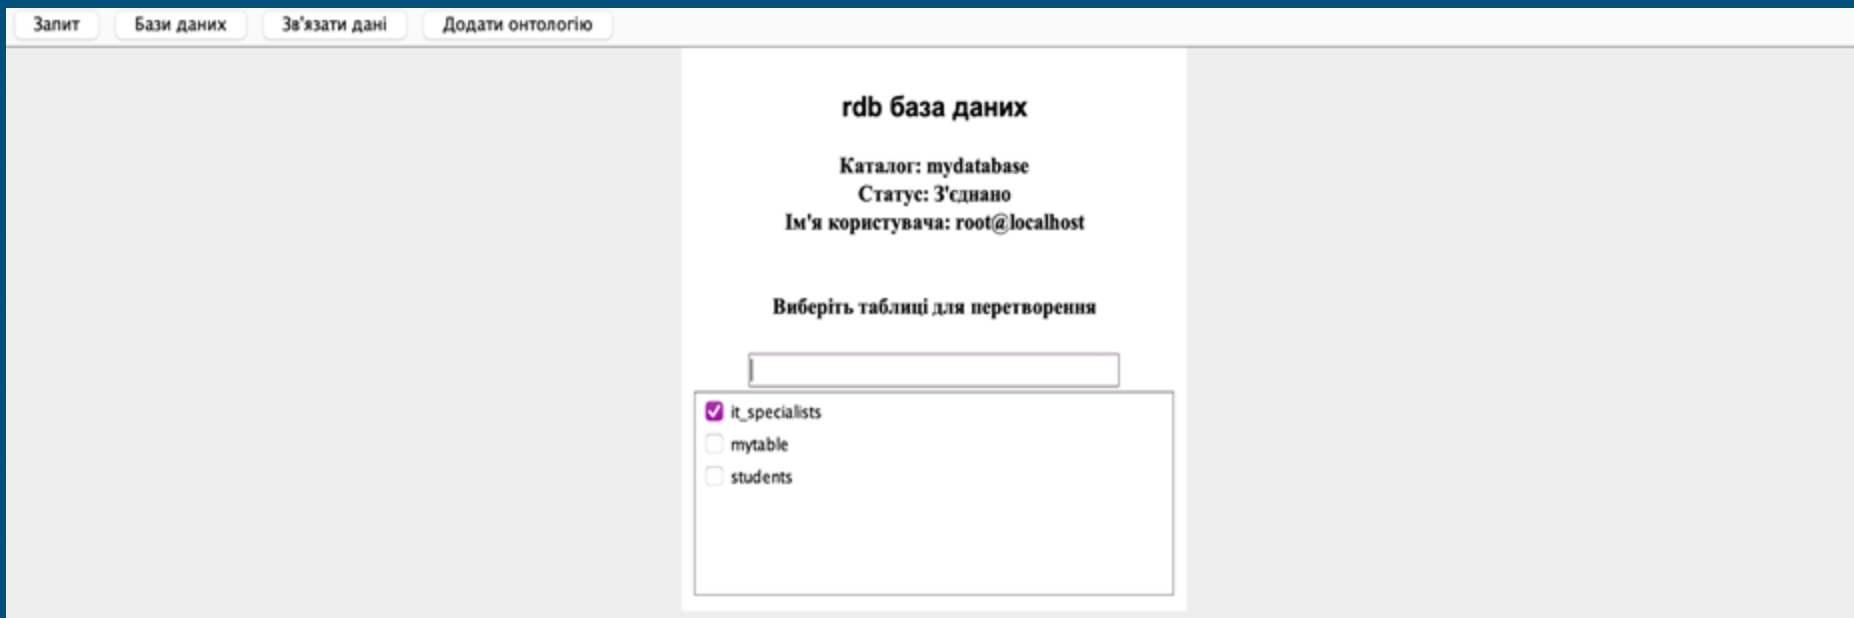 Запит Бази даних Зв'язати дані Додати онтологію
rdb база даних
Каталог: mydatabase
Статус: З'єднано
Ім'я користувача: root@localhost
Виберіть таблиці для перетворення
it_specialists
mytable
students